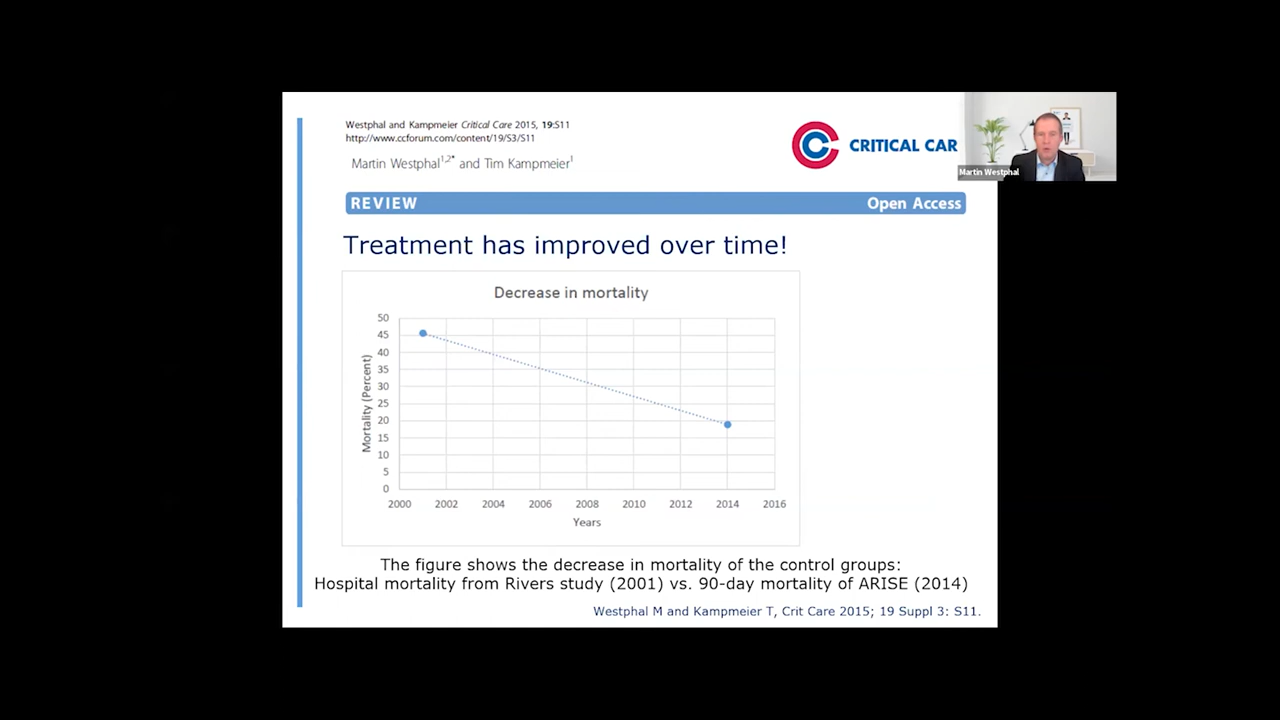 Westphal and Kampmeier Critical Care 2015, 19:S11
http://www.ccforum.com/content/19/S3/S11
Martin Westphal1,2* and Tim Kampmeier1
CRITICAL CAR
Martin Westphal
REVIEW Open Access
Treatment has improved over time!
Decrease in mortality
Mortality (Percent)
50
45
40
35
30
25
20
15
10
5
0
2000 2002 2004 2006 2008 2010 2012 2014 2016
Years
The figure shows the decrease in mortality of the control groups:
Hospital mortality from Rivers study (2001) vs. 90-day mortality of ARISE (2014)
Westphal M and Kampmeier T, Crit Care 2015; 19 Suppl 3: S11.